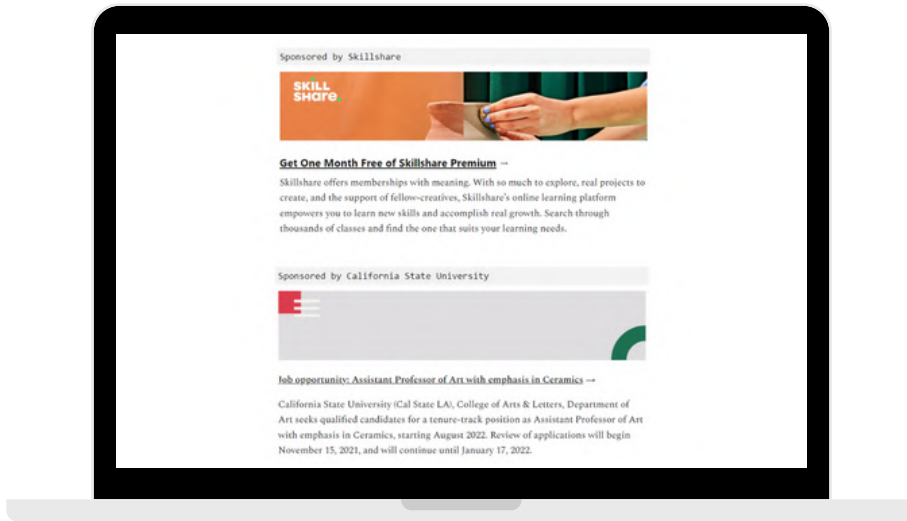 Sponsored by Skillshare
SKILL
SHare.
Get One Month Free of Skillshare Premium →
Skillshare offers memberships with meaning. With so much to explore, real projects to
create, and the support of fellow-creatives, Skillshare's online learning platform
empowers you to learn new skills and accomplish real growth. Search through
thousands of classes and find the one that suits your learning needs.
Sponsored by California State University
Job opportunity: Assistant Professor of Art with emphasis in Ceramics →
California State University (Cal State LA), College of Arts & Letters, Department of
Art seeks qualified candidates for a tenure-track position as Assistant Professor of Art
with emphasis in Ceramics, starting August 2022. Review of applications will begin
November 15, 2021, and will continue until January 17, 2022.